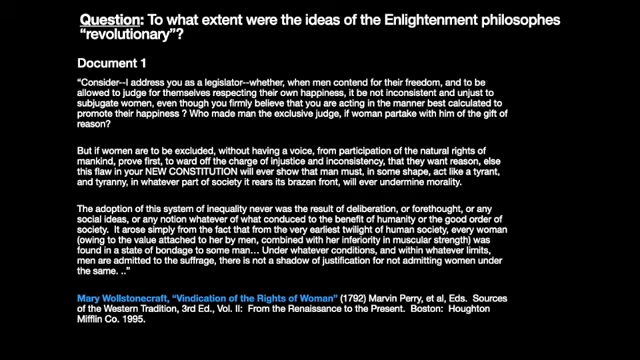 Question: To what extent were the ideas of the Enlightenment philosophes
“revolutionary”?
Document 1
“Consider--I address you as a legislator--whether, when men contend for their freedom, and to be
allowed to judge for themselves respecting their own happiness, it be not inconsistent and unjust to
subjugate women, even though you firmly believe that you are acting in the manner best calculated to
promote their happiness ? Who made man the exclusive judge, if woman partake with him of the gift of
reason?
But if women are to be excluded, without having a voice, from participation of the natural rights of
mankind, prove first, to ward off the charge of injustice and inconsistency, that they want reason, else
this flaw in your NEW CONSTITUTION will ever show that man must, in some shape, act like a tyrant,
and tyranny, in whatever part of society it rears its brazen front, will ever undermine morality.
The adoption of this system of inequality never was the result of deliberation, or forethought, or any
social ideas, or any notion whatever of what conduced to the benefit of humanity or the good order of
society.  It arose simply from the fact that from the very earliest twilight of human society, every woman
(owing to the value attached to her by men, combined with her inferiority in muscular strength) was
found in a state of bondage to some man… Under whatever conditions, and within whatever limits,
men are admitted to the suffrage, there is not a shadow of justification for not admitting women under
the same. ..”
Mary Wollstonecraft, “Vindication of the Rights of Woman” (1792) Marvin Perry, et al, Eds.  Sources
of the Western Tradition, 3rd Ed., Vol. II:  From the Renaissance to the Present.  Boston:  Houghton
Mifflin Co. 1995.